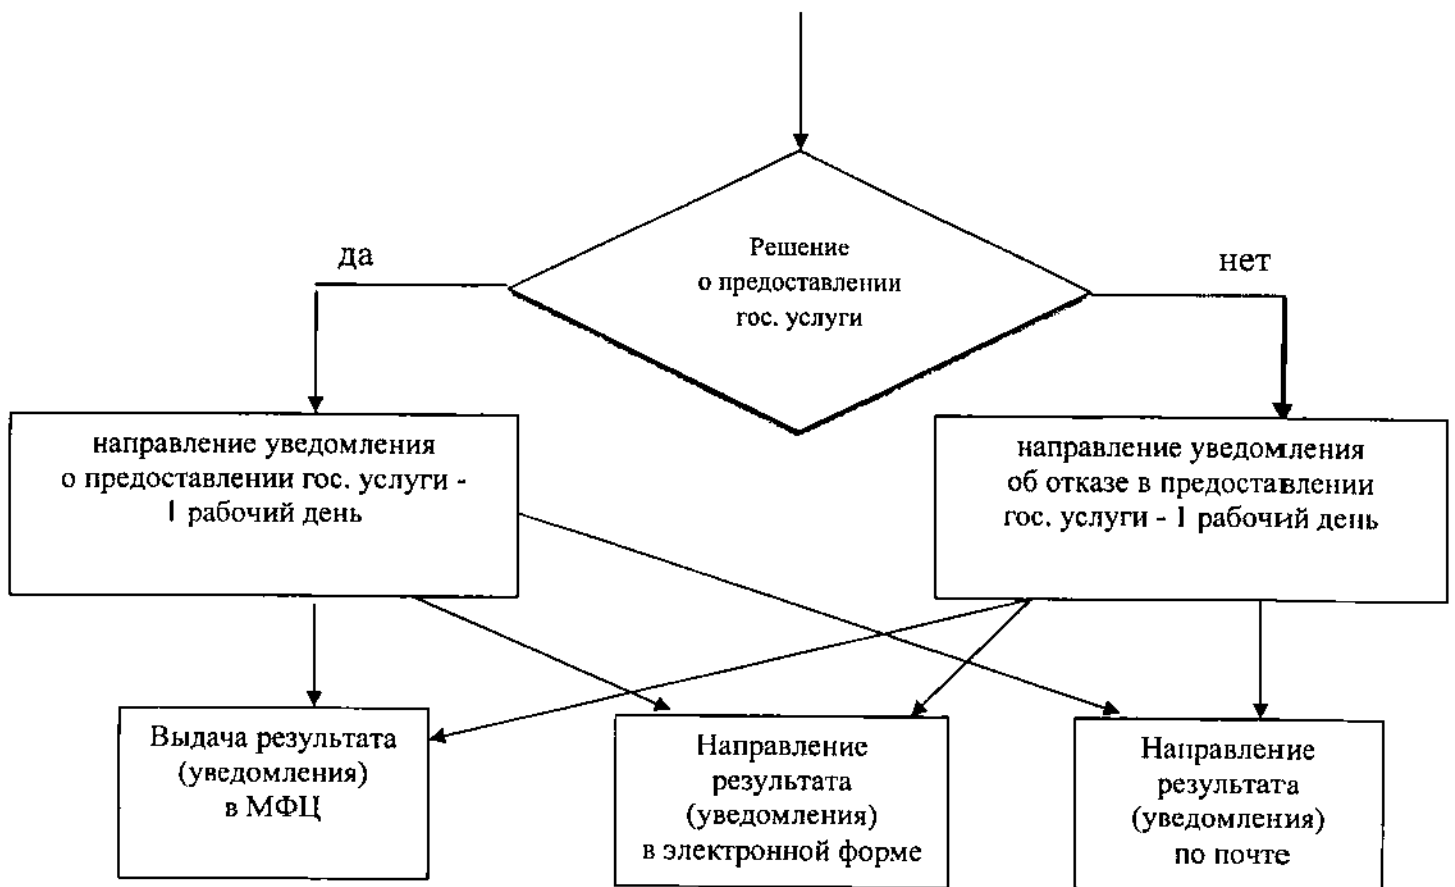 да
Решение
о предоставлении
гос. услуги
нет
направление уведомления
о предоставлении гос. услуги -
1 рабочий день
направление уведомления
об отказе в предоставлении
гос. услуги - 1 рабочий день
Выдача результата
(уведомления)
в МФЦ
Направление
результата
(уведомления)
в электронной форме
Направление
результата
(уведомления)
по почте